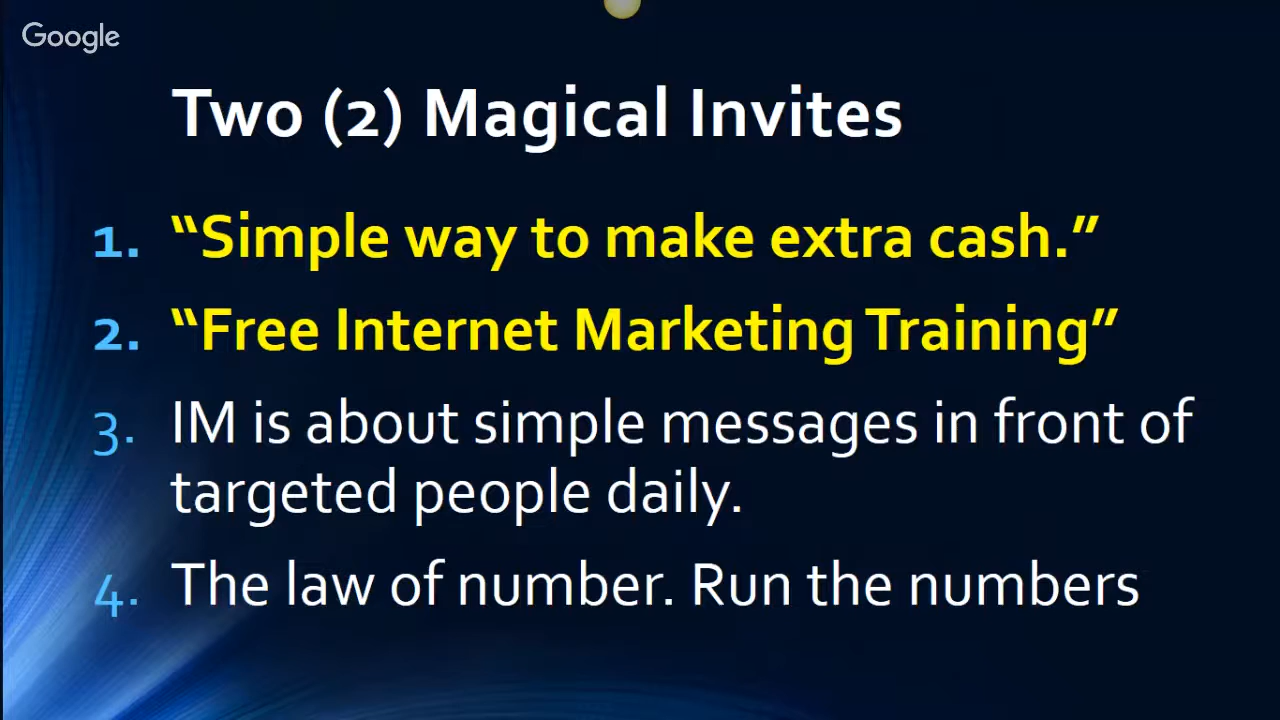 Google
Two (2) Magical Invites
1. “Simple way to make extra cash.”
2. “Free Internet Marketing Training”
3. IM is about simple messages in front of
targeted people daily.
4. The law of number. Run the numbers